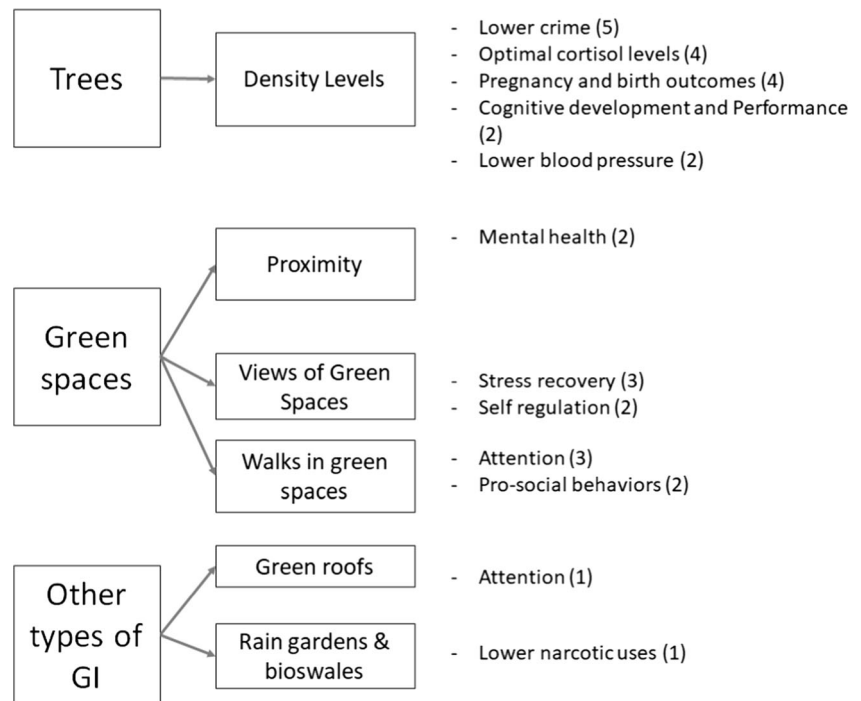 Trees
Density Levels
- Lower crime (5)
- Optimal cortisol levels (4)
- Pregnancy and birth outcomes (4)
- Cognitive development and Performance
(2)
- Lower blood pressure (2)
Green
spaces
Proximity
- Mental health (2)
Views of Green
Spaces
- Stress recovery (3)
- Self regulation (2)
Walks in green
spaces
- Attention (3)
- Pro-social behaviors (2)
Other
types of
GI
Green roofs
- Attention (1)
Rain gardens &
bioswales
- Lower narcotic uses (1)